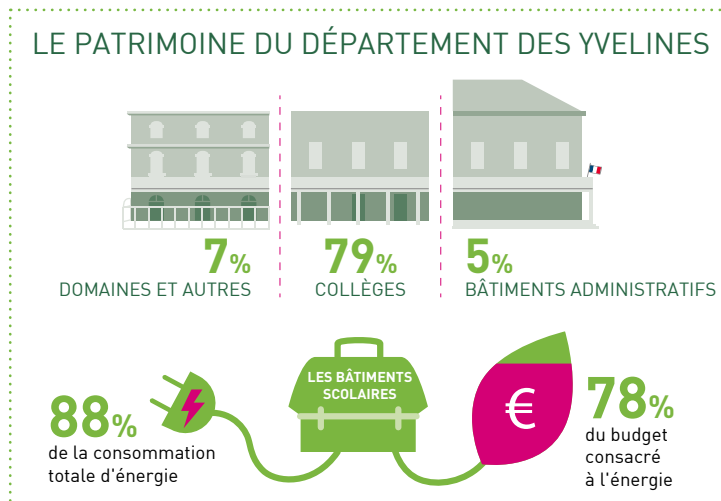 LE PATRIMOINE DU DÉPARTEMENT DES YVELINES
7%
DOMAINES ET AUTRES
79%
COLLÈGES
5%
BÂTIMENTS ADMINISTRATIFS
88%
de la consommation
totale d'énergie
LES BÂTIMENTS
SCOLAIRES
€
78%
du budget
consacré
à l'énergie